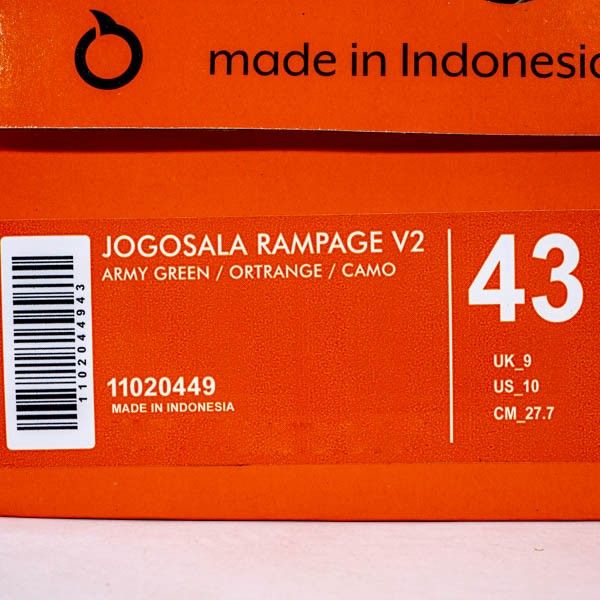 made in Indonesia
JOGOSALA RAMPAGE V2
ARMY GREEN / ORTRANGE / CAMO
11020449
MADE IN INDONESIA
1102044943
43
UK_9
US_10
CM_27.7